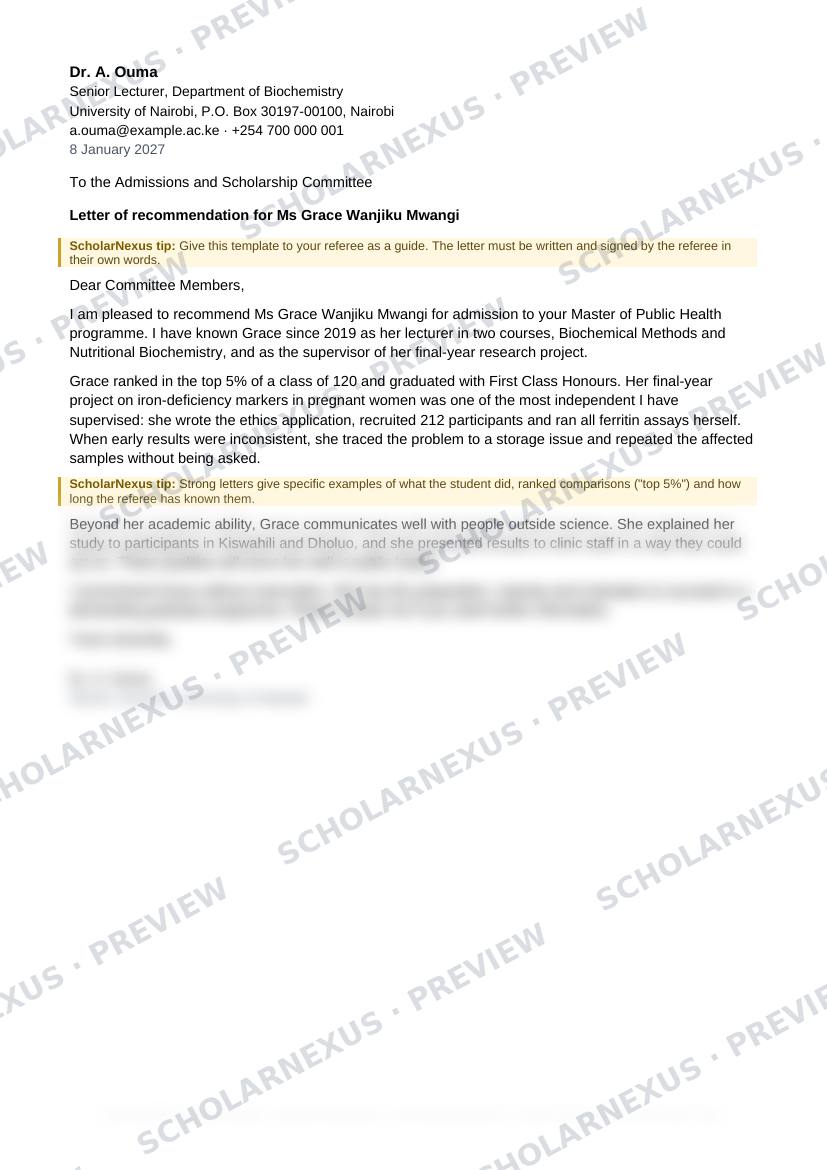 Dr. A. Ouma
Senior Lecturer, Department of Biochemistry
University of Nairobi, P.O. Box 30197-00100, Nairobi
a.ouma@example.ac.ke · +254 700 000 001
8 January 2027
To the Admissions and Scholarship Committee
Letter of recommendation for Ms Grace Wanjiku Mwangi
ScholarNexus tip: Give this template to your referee as a guide. The letter must be written and signed by the referee in
their own words.
Dear Committee Members,
I am pleased to recommend Ms Grace Wanjiku Mwangi for admission to your Master of Public Health
programme. I have known Grace since 2019 as her lecturer in two courses, Biochemical Methods and
Nutritional Biochemistry, and as the supervisor of her final-year research project.
Grace ranked in the top 5% of a class of 120 and graduated with First Class Honours. Her final-year
project on iron-deficiency markers in pregnant women was one of the most independent I have
supervised: she wrote the ethics application, recruited 212 participants and ran all ferritin assays herself.
When early results were inconsistent, she traced the problem to a storage issue and repeated the affected
samples without being asked.
ScholarNexus tip: Strong letters give specific examples of what the student did, ranked comparisons ("top 5%") and how
long the referee has known them.
Beyond her academic ability, Grace communicates well with people outside science. She explained her
study to participants in Kiswahili and Dholuo, and she presented results to clinic staff in a way they could
SCHOLARNEXUS · PREVIEW
SCHOLARNEXUS · PREVIEW
SCHOLARNEXUS · PREVIEW
SCHOLARNEXUS · PREVIEW
SCHOLARNEXUS · PREVIEW
SCHOLARNEXUS · PREVIEW